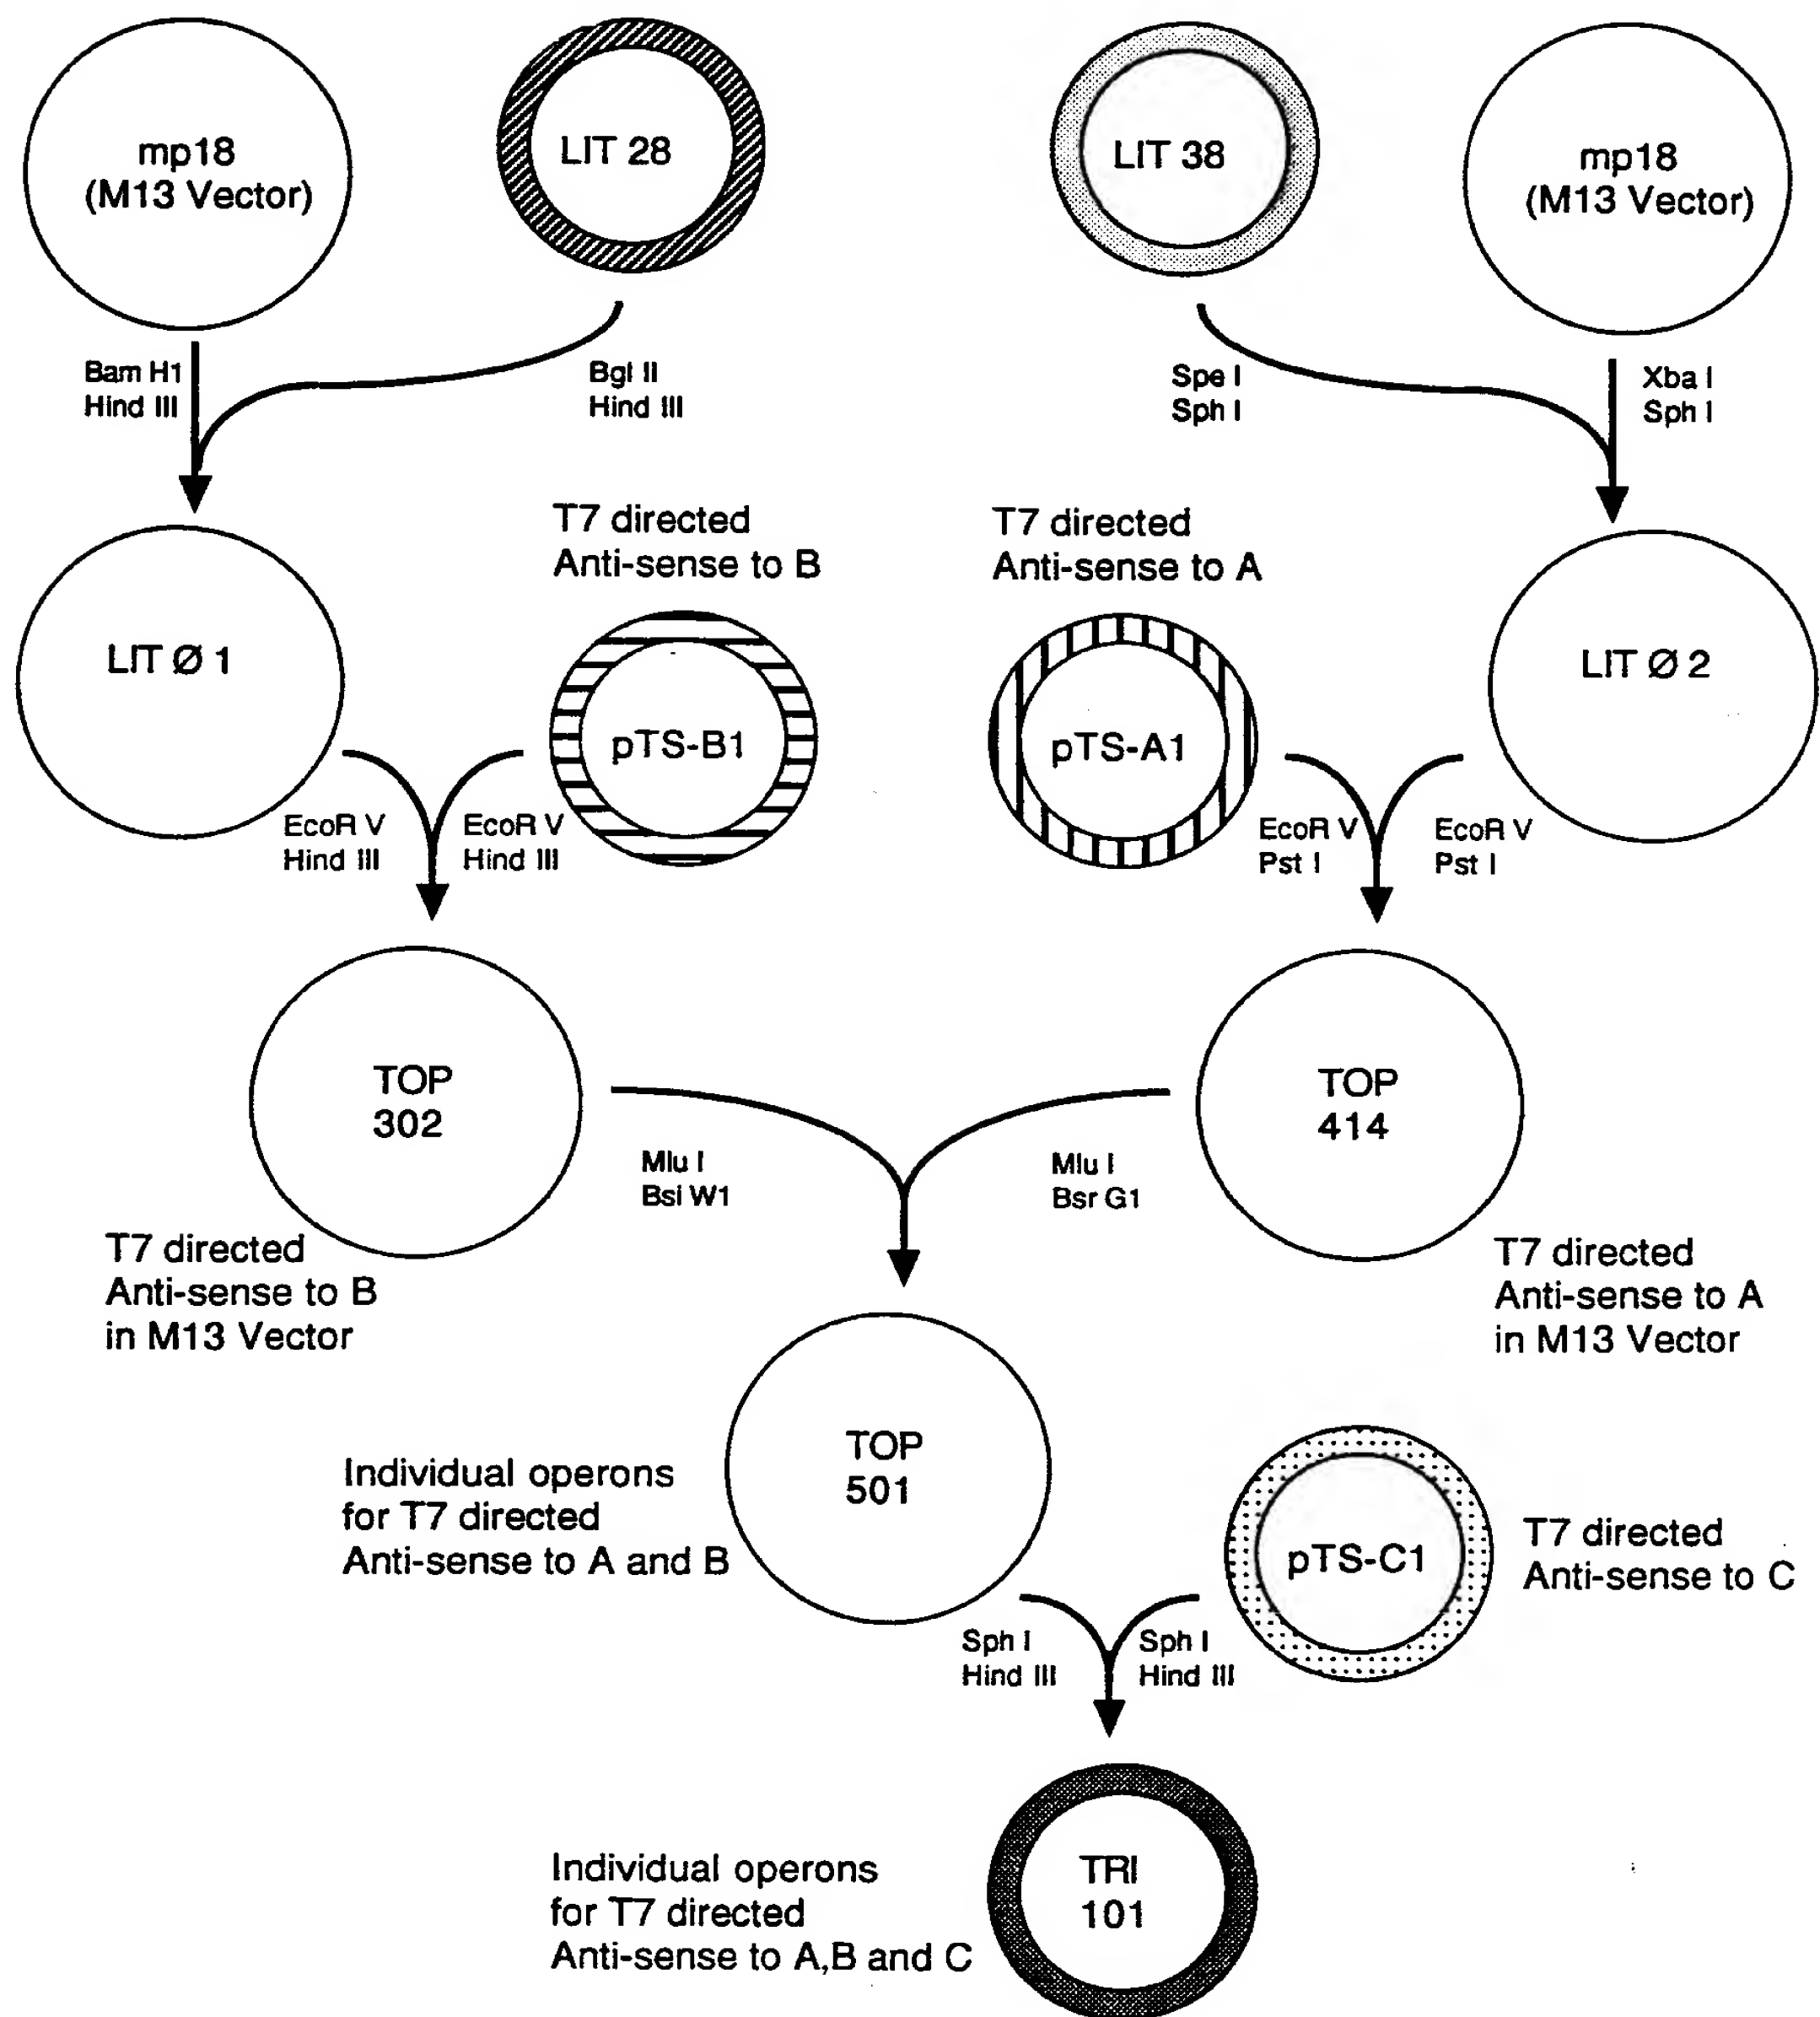 mp18
(M13 Vector)
LIT 28
LIT 38
mp18
(M13 Vector)
Bam H1
Hind III
Bgl II
Hind III
Spe I
Sph I
Xba I
Sph I
T7 directed
Anti-sense to B
T7 directed
Anti-sense to A
LIT Ø 1
pTS-B1
pTS-A1
LIT Ø 2
EcoR V
Hind III
EcoR V
Hind III
EcoR V
Pst I
EcoR V
Pst I
TOP
302
TOP
414
Mlu I
Bsi W1
Mlu I
Bsr G1
T7 directed
Anti-sense to B
in M13 Vector
T7 directed
Anti-sense to A
in M13 Vector
TOP
501
Individual operons
for T7 directed
Anti-sense to A and B
pTS-C1
T7 directed
Anti-sense to C
Sph I
Hind III
Sph I
Hind III
TRI
101
Individual operons
for T7 directed
Anti-sense to A,B and C